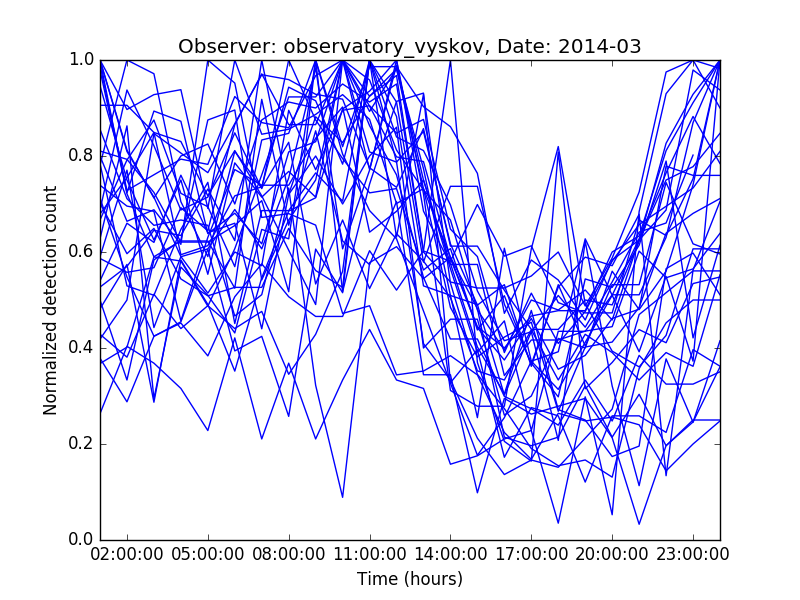 Observer: observatory_vyskov, Date: 2014-03
1.0
0.8
0.6
0.4
0.2
0.0
Normalized detection count
02:00:00 05:00:00 08:00:00 11:00:00 14:00:00 17:00:00 20:00:00 23:00:00
Time (hours)